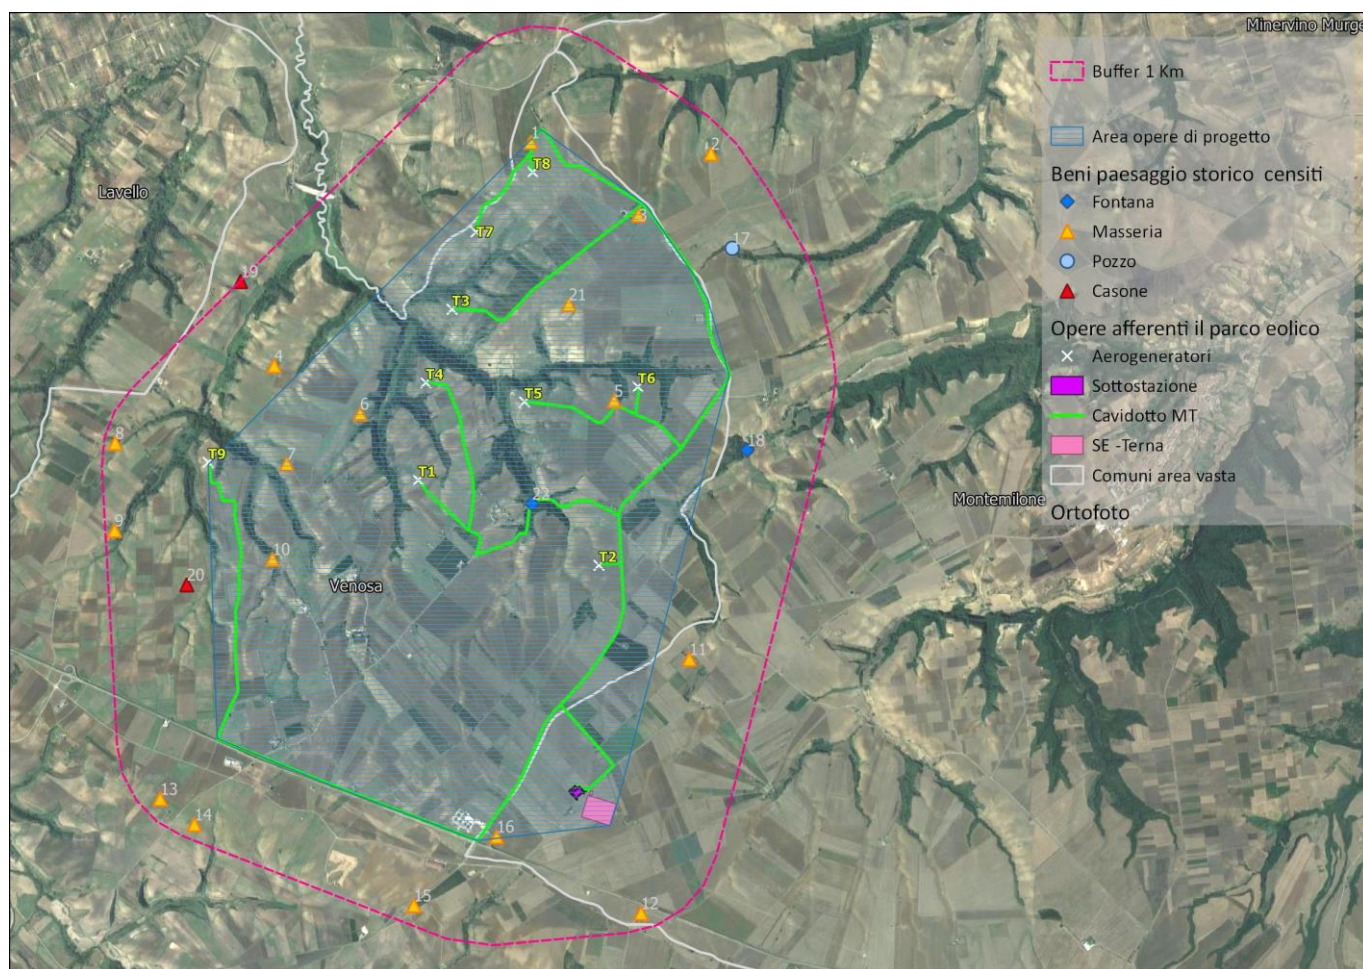 Minervino Murge
Buffer 1 Km
Area opere di progetto
Beni paesaggio storico censiti
Fontana
Masseria
Pozzo
Casone
Opere afferenti il parco eolico
Aerogeneratori
Sottostazione
Cavidotto MT
SE -Terna
Comuni area vasta
Ortofoto
1
2
T8
Lavello
3
T7
17
19
T3
21
4
T4
T6
T5
5
6
8
18
T9
7
T1
Montemilone
22
9
10
T2
20
Venosa
11
13
14
16
15
12